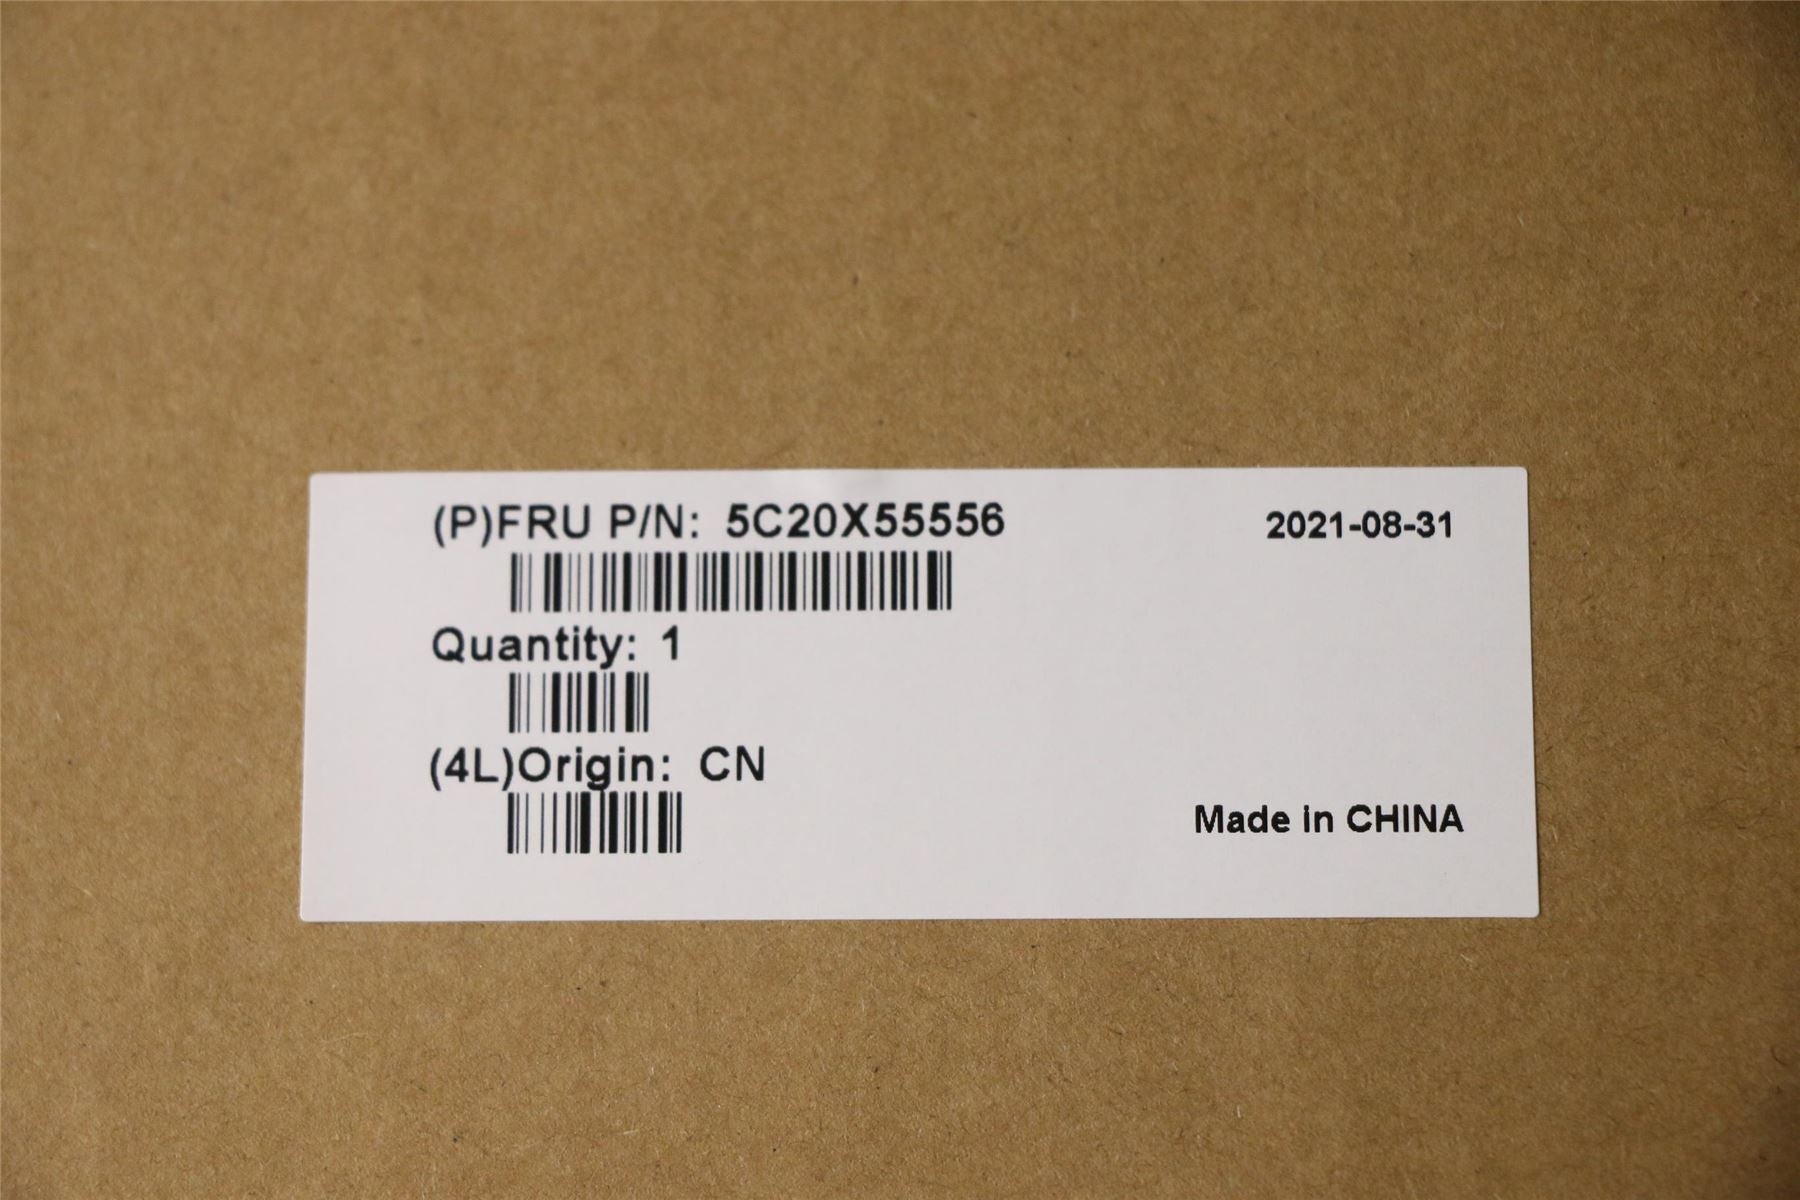 (P)FRU P/N: 5C20X55556
2021-08-31
Quantity: 1
(4L)Origin: CN
Made in CHINA